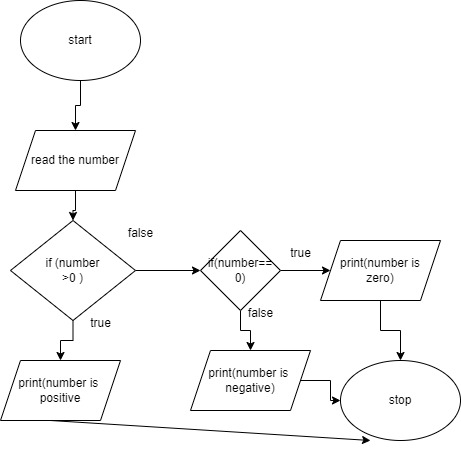 start
read the number
false
if (number
>0 )
if(number==
0)
true
print(number is
zero)
true
false
print(number is
positive
print(number is
negative)
stop